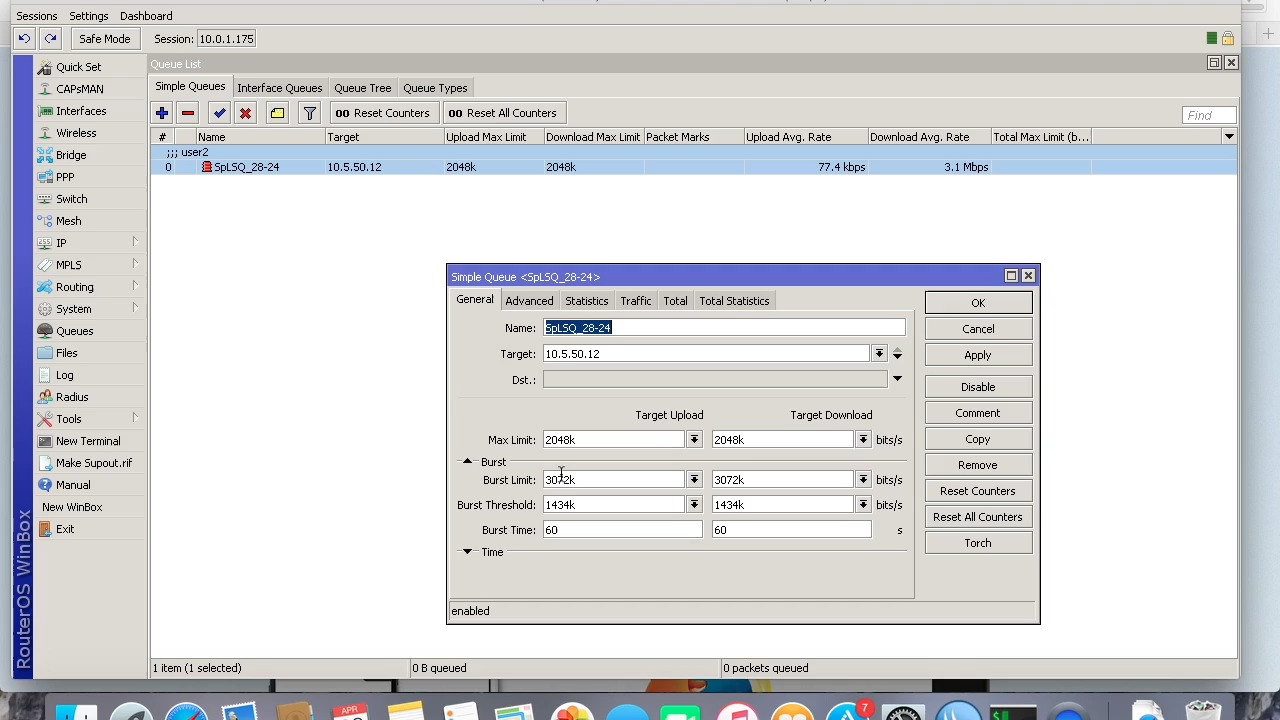 Sessions Settings Dashboard
Safe Mode Session: 10.0.1.175
Quick Set
CAPsMAN
Interfaces
Wireless
Bridge
PPP
Switch
Mesh
IP
MPLS
Routing
System
Queues
Files
Log
Radius
Tools
New Terminal
Make Supout.rif
Manual
New WinBox
Exit
RouterOS WinBox
Queue List
Simple Queues Interface Queues Queue Tree Queue Types
00 Reset Counters 00 Reset All Counters Find
# Name Target Upload Max Limit Download Max Limit Packet Marks Upload Avg. Rate Download Avg. Rate Total Max Limit (b...
;;; user2
0 SpLSQ_28-24 10.5.50.12 2048k 2048k 77.4 kbps 3.1 Mbps
Simple Queue <SpLSQ_28-24>
General Advanced Statistics Traffic Total Total Statistics
Name: SpLSQ_28-24
Target: 10.5.50.12
Dst.:
Target Upload Target Download
Max Limit: 2048k 2048k bits/s
Burst
Burst Limit: 3072k 3072k bits/s
Burst Threshold: 1434k 1434k bits/s
Burst Time: 60 60 s
Time
enabled
OK
Cancel
Apply
Disable
Comment
Copy
Remove
Reset Counters
Reset All Counters
Torch
1 item (1 selected) 0 B queued 0 packets queued
APR
7